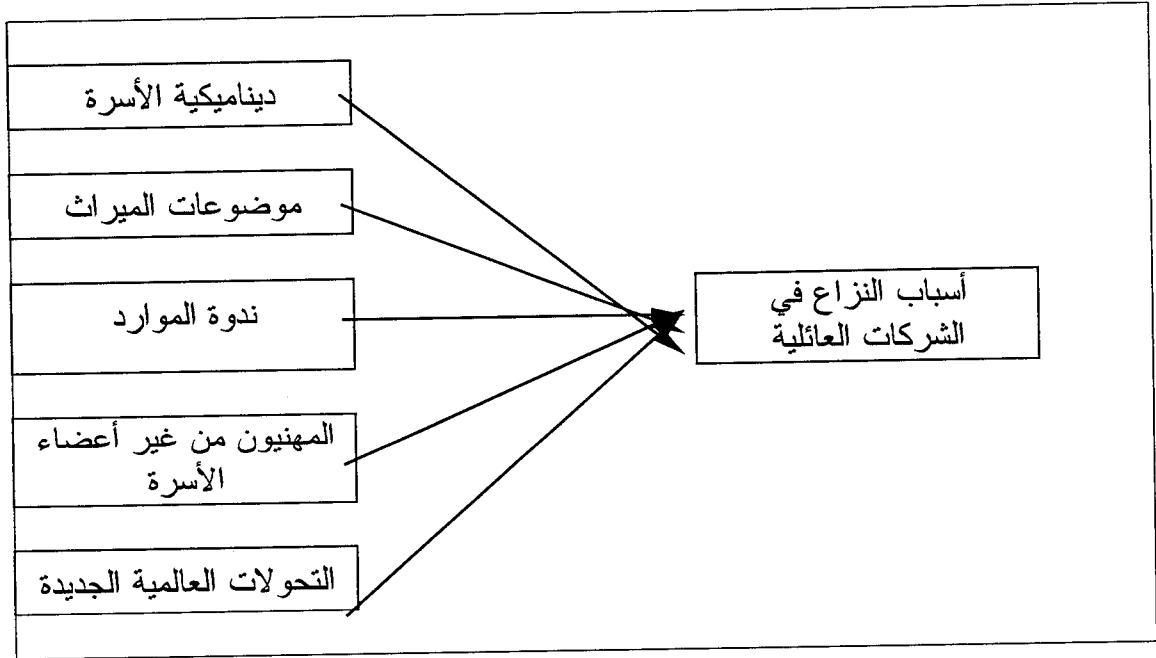 ديناميكية الأسرة
موضوعات الميراث
ندوة الموارد
المهنيون من غير أعضاء
الأسرة
التحولات العالمية الجديدة
أسباب النزاع في
الشركات العائلية